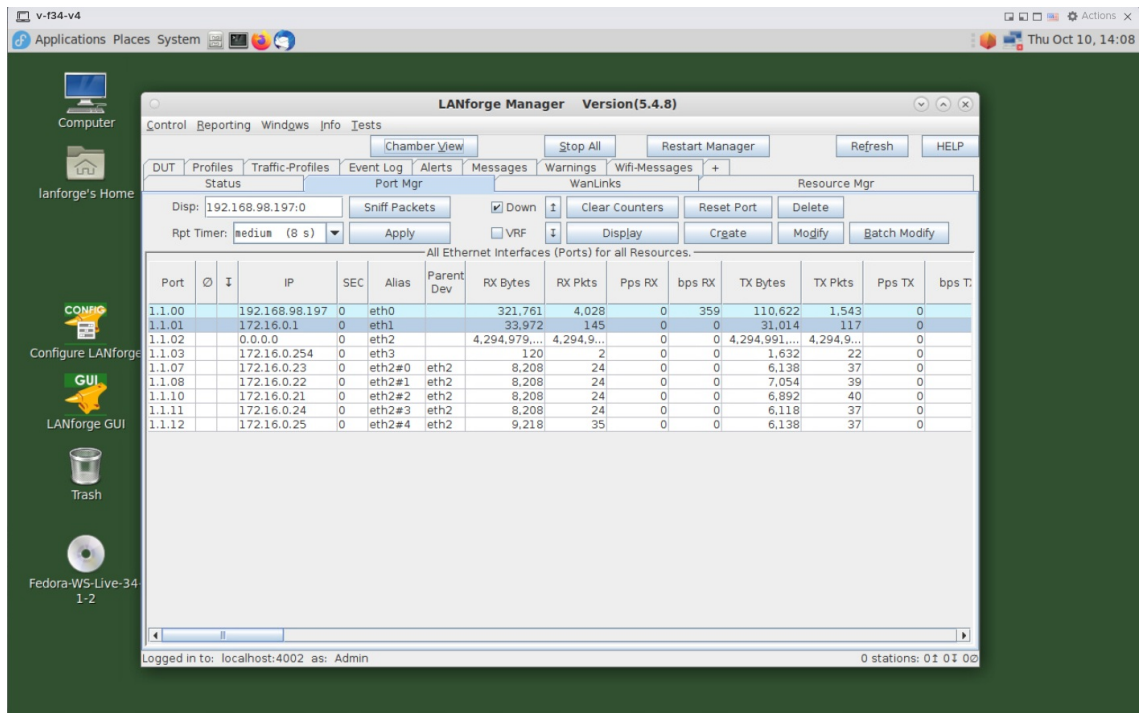 v-f34-v4
Actions
Applications Places System
Thu Oct 10, 14:08
Computer
lanforge's Home
Configure LANforge
LANforge GUI
Trash
Fedora-WS-Live-34-
1-2
LANforge Manager Version(5.4.8)
Control Reporting Windows Info Tests
Chamber View Stop All Restart Manager Refresh HELP
DUT Profiles Traffic-Profiles Event Log Alerts Messages Warnings Wifi-Messages +
Status Port Mgr WanLinks Resource Mgr
Disp: 192.168.98.197:0 Sniff Packets Down ↥ Clear Counters Reset Port Delete
Rpt Timer: medium (8 s) Apply VRF ↧ Display Create Modify Batch Modify
All Ethernet Interfaces (Ports) for all Resources.
Port ∅ ↧ IP SEC Alias Parent Dev RX Bytes RX Pkts Pps RX bps RX TX Bytes TX Pkts Pps TX bps T
1.1.00 192.168.98.197 0 eth0 321,761 4,028 0 359 110,622 1,543 0
1.1.01 172.16.0.1 0 eth1 33,972 145 0 0 31,014 117 0
1.1.02 0.0.0.0 0 eth2 4,294,979,... 4,294,9... 0 0 4,294,991,... 4,294,9... 0
1.1.03 172.16.0.254 0 eth3 120 2 0 0 1,632 22 0
1.1.07 172.16.0.23 0 eth2#0 eth2 8,208 24 0 0 6,138 37 0
1.1.08 172.16.0.22 0 eth2#1 eth2 8,208 24 0 0 7,054 39 0
1.1.10 172.16.0.21 0 eth2#2 eth2 8,208 24 0 0 6,892 40 0
1.1.11 172.16.0.24 0 eth2#3 eth2 8,208 24 0 0 6,118 37 0
1.1.12 172.16.0.25 0 eth2#4 eth2 9,218 35 0 0 6,138 37 0
Logged in to: localhost:4002 as: Admin
0 stations: 0↥ 0↧ 0∅
CONFIG
GUI